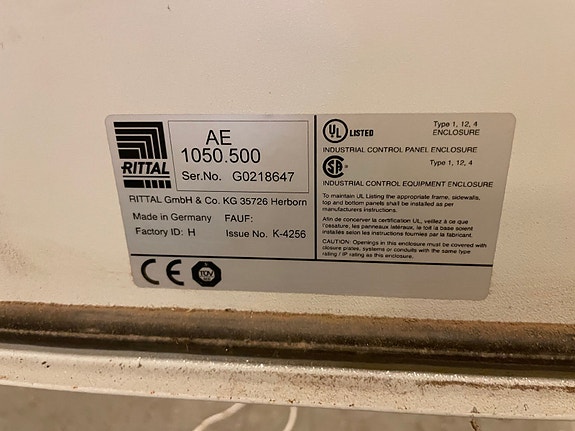 RITTAL
AE
1050.500
Ser.No. G0218647
RITTAL GmbH & Co. KG 35726 Herborn
Made in Germany FAUF:
Factory ID: H Issue No. K-4256
CE
TÜV
UL LISTED
Type 1, 12, 4
ENCLOSURE
INDUSTRIAL CONTROL PANEL ENCLOSURE
SA
Type 1, 12, 4
INDUSTRIAL CONTROL EQUIPMENT ENCLOSURE
To maintain UL Listing the appropriate frame, sidewalls,
top and bottom panels shall be installed as per
manufacturers instructions.
Afin de conserver la certification UL, veillez à ce que
l'ossature, les panneaux latéraux, le toit la base soient
installés selon les instructions fournies par la fabricant.
CAUTION: Openings in this enclosure must be covered with
closure plates, systems or conduits with the same type
rating / IP rating as this enclosure.